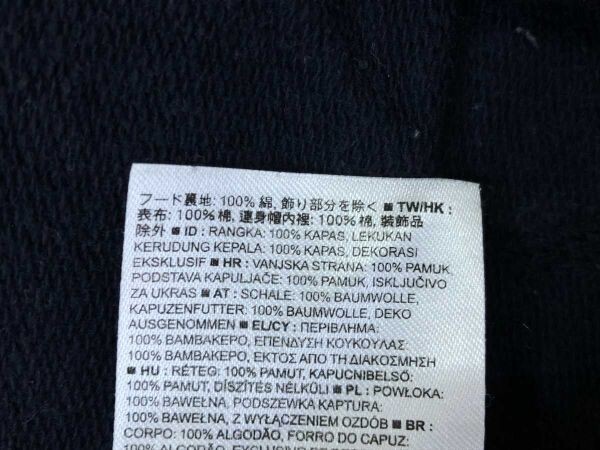 フード裏地: 100% 綿, 飾り部分を除く ■ TW/HK :
表布: 100% 棉, 連身帽内裡: 100% 棉, 裝飾品
除外 ■ ID : RANGKA: 100% KAPAS, LEKUKAN
KERUDUNG KEPALA: 100% KAPAS, DEKORASI
EKSKLUSIF ■ HR : VANJSKA STRANA: 100% PAMUK,
PODSTAVA KAPULJAČE: 100% PAMUK, ISKLJUČIVO
ZA UKRAS ■ AT : SCHALE: 100% BAUMWOLLE,
KAPUZENFUTTER: 100% BAUMWOLLE, DEKO
AUSGENOMMEN ■ EL/CY : ΠΕΡΙΒΛΗΜΑ:
100% ΒΑΜΒΑΚΕΡΟ, ΕΠΕΝΔΥΣΗ ΚΟΥΚΟΥΛΑΣ:
100% ΒΑΜΒΑΚΕΡΟ, ΕΚΤΟΣ ΑΠΟ ΤΗ ΔΙΑΚΟΣΜΗΣΗ
■ HU : RÉTEG: 100% PAMUT, KAPUCNIBELSŐ:
100% PAMUT, DÍSZÍTÉS NÉLKÜLI ■ PL : POWŁOKA:
100% BAWEŁNA, PODSZEWKA KAPTURA:
100% BAWEŁNA, Z WYŁĄCZENIEM OZDÓB ■ BR :
CORPO: 100% ALGODÃO, FORRO DO CAPUZ:
100% ALGODÃO